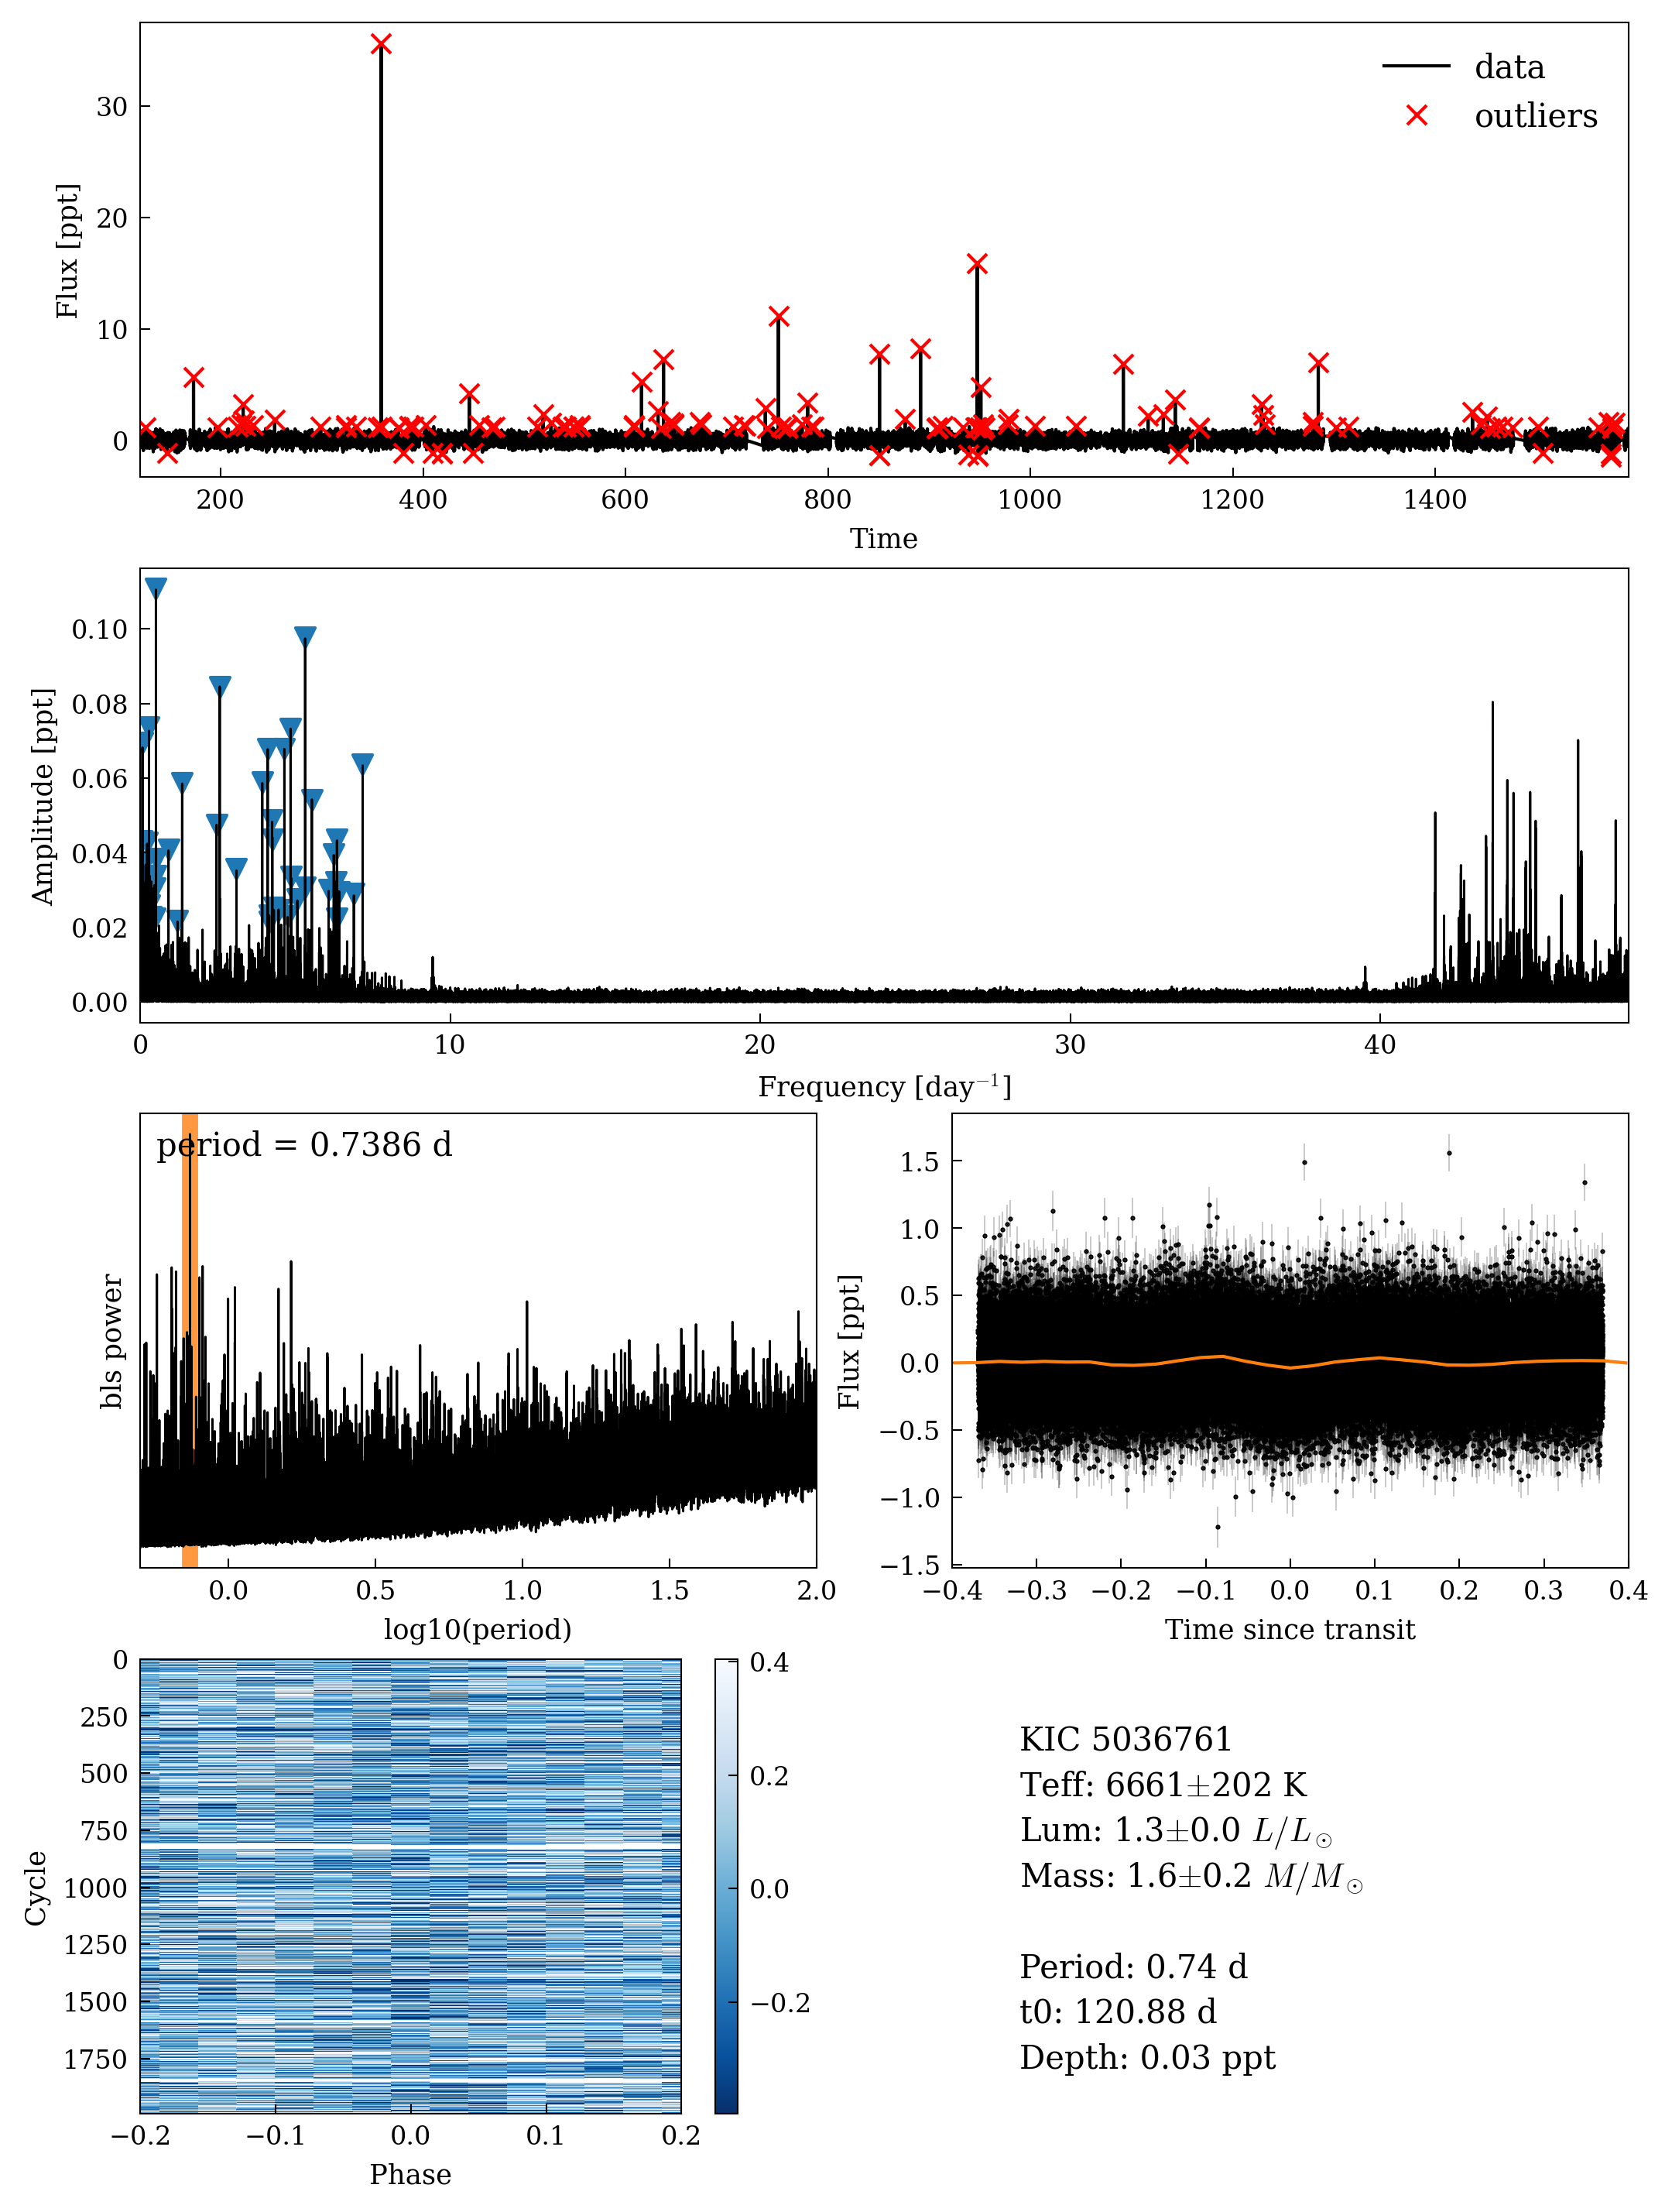 data
outliers
30
20
10
0
Flux [ppt]
200 400 600 800 1000 1200 1400
Time
0.10
0.08
0.06
0.04
0.02
0.00
Amplitude [ppt]
0 10 20 30 40
Frequency [day⁻¹]
period = 0.7386 d
bls power
0.0 0.5 1.0 1.5 2.0
log10(period)
1.5
1.0
0.5
0.0
−0.5
−1.0
−1.5
Flux [ppt]
−0.4 −0.3 −0.2 −0.1 0.0 0.1 0.2 0.3 0.4
Time since transit
0
250
500
750
1000
1250
1500
1750
Cycle
−0.2 −0.1 0.0 0.1 0.2
Phase
0.4
0.2
0.0
−0.2
KIC 5036761
Teff: 6661±202 K
Lum: 1.3±0.0 L/L⊙
Mass: 1.6±0.2 M/M⊙
Period: 0.74 d
t0: 120.88 d
Depth: 0.03 ppt